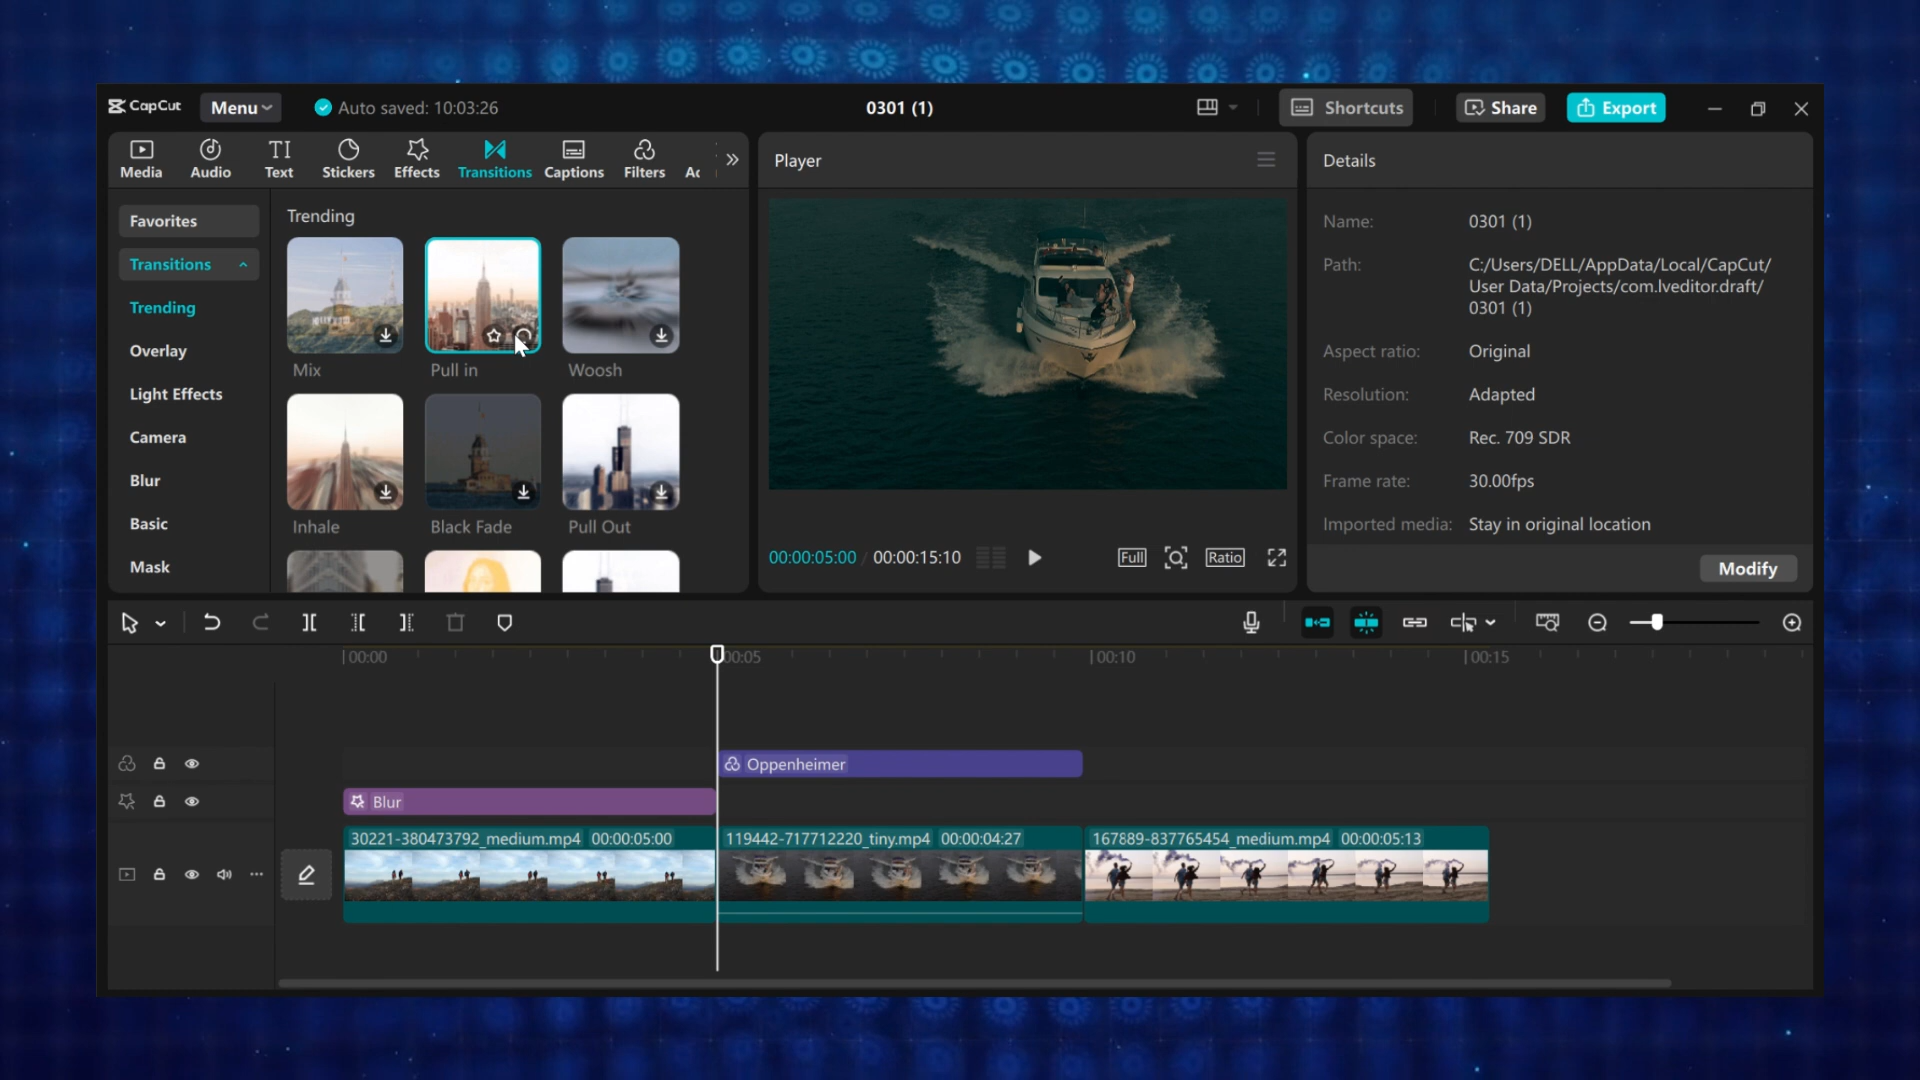 CapCut
Menu
Auto saved: 10:03:26
0301 (1)
Shortcuts
Share
Export
Media
Audio
TI
Text
Stickers
Effects
Transitions
Captions
Filters
Player
Details
Favorites
Transitions
Trending
Overlay
Light Effects
Camera
Blur
Basic
Mask
Trending
Mix
Pull in
Woosh
Inhale
Black Fade
Pull Out
00:00:05:00 / 00:00:15:10
Full
Ratio
Name: 0301 (1)
Path: C:/Users/DELL/AppData/Local/CapCut/
User Data/Projects/com.lveditor.draft/
0301 (1)
Aspect ratio: Original
Resolution: Adapted
Color space: Rec. 709 SDR
Frame rate: 30.00fps
Imported media: Stay in original location
Modify
00:00
00:05
00:10
00:15
Oppenheimer
Blur
30221-380473792_medium.mp4 00:00:05:00
119442-717712220_tiny.mp4 00:00:04:27
167889-837765454_medium.mp4 00:00:05:13